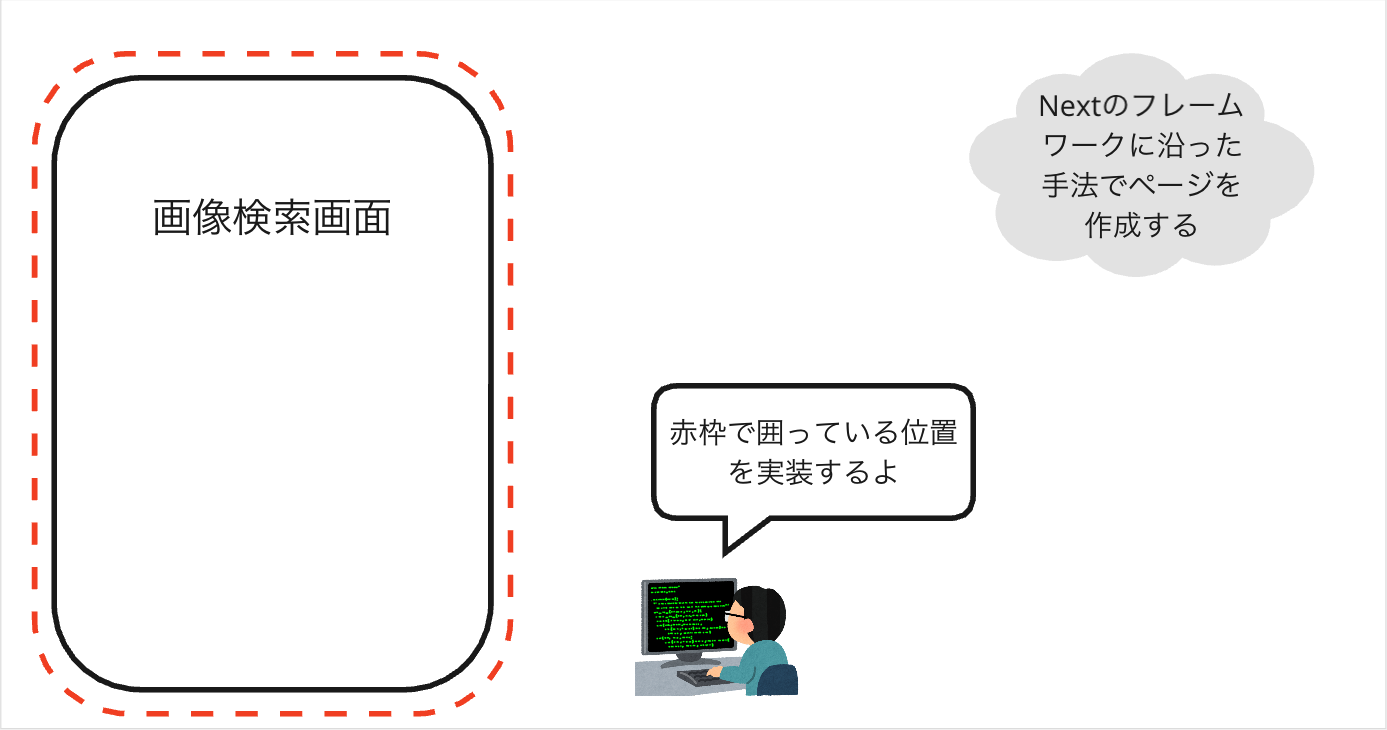 画像検索画面
Nextのフレーム
ワークに沿った
手法でページを
作成する
赤枠で囲っている位置
を実装するよ